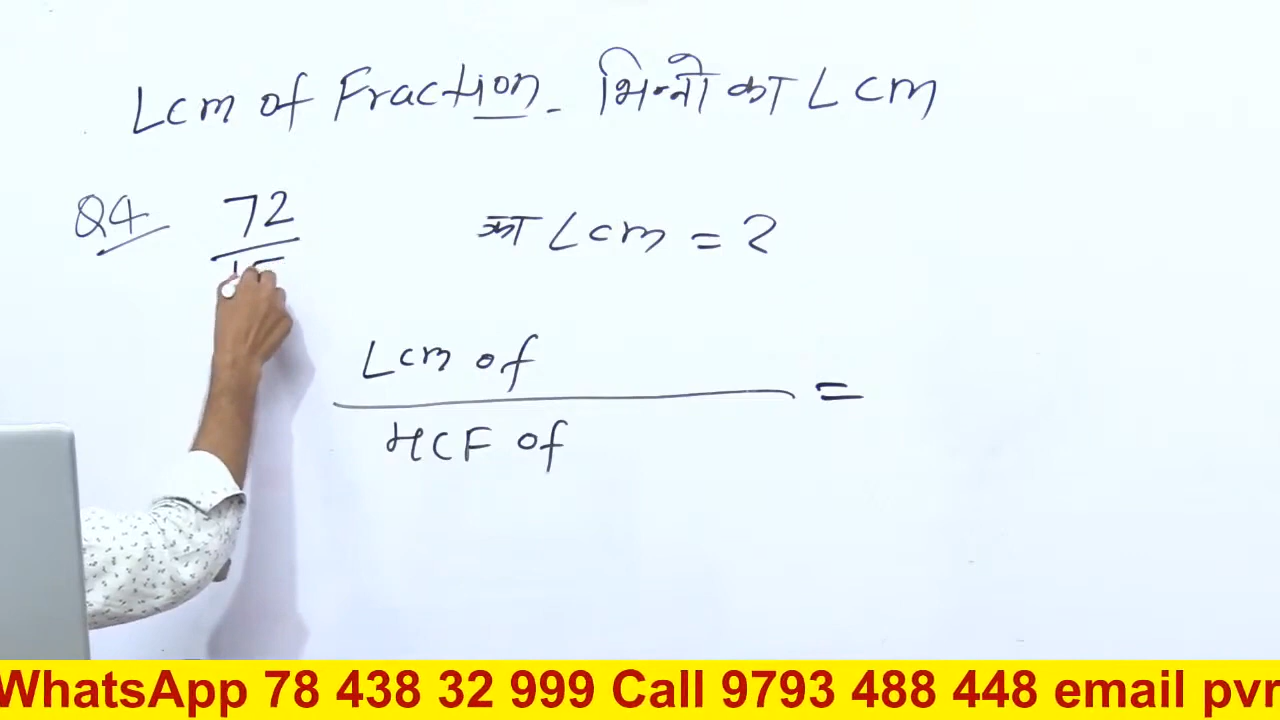 Lcm of Fraction - भिन्नो का Lcm
Q4 72 का Lcm = ?
Lcm of
=
HCF of
WhatsApp 78 438 32 999 Call 9793 488 448 email pvr